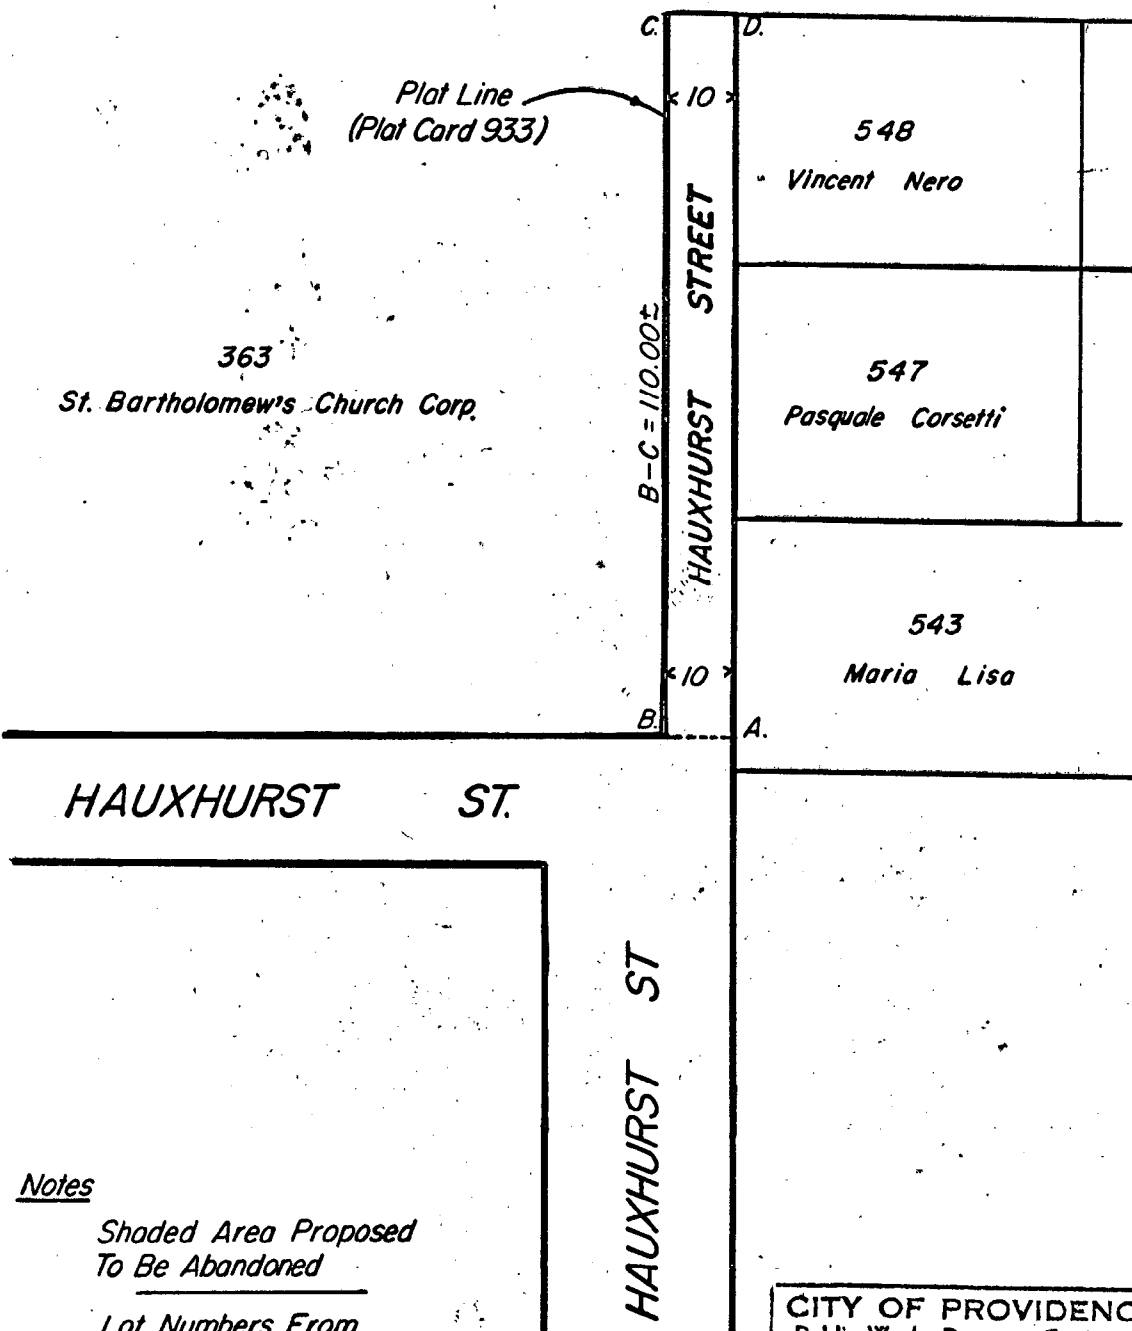 C.
D.
Plat Line
(Plat Card 933)
10
548
Vincent Nero
HAUXHURST STREET
B-C = 110.00±
363
St. Bartholomew's Church Corp.
547
Pasquale Corsetti
543
Maria Lisa
10
B.
A.
HAUXHURST ST.
HAUXHURST ST
Notes
Shaded Area Proposed
To Be Abandoned
Lot Numbers From
CITY OF PROVIDENC